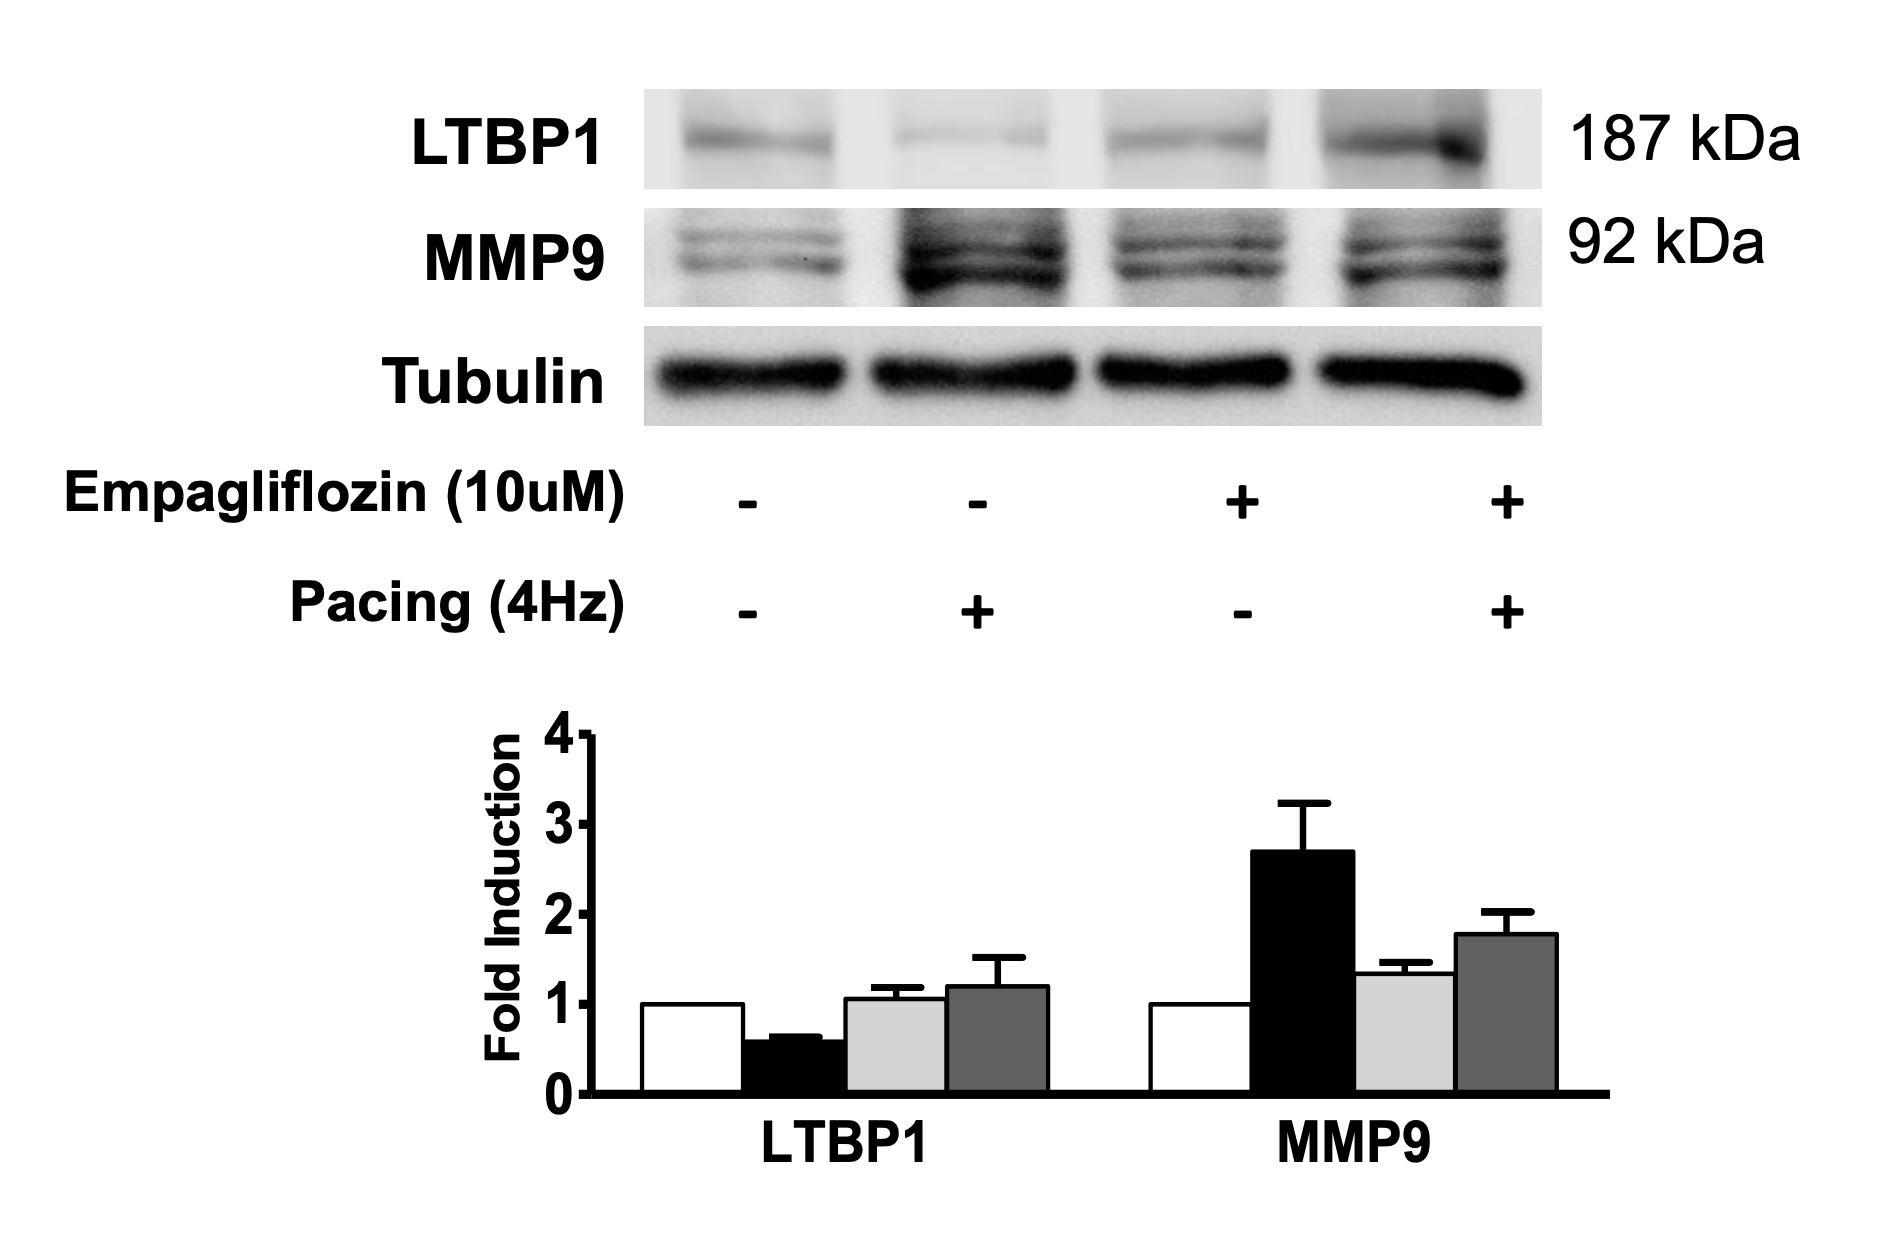 LTBP1 187 kDa
MMP9 92 kDa
Tubulin
Empagliflozin (10uM) - - + +
Pacing (4Hz) - + - +
Fold Induction
4
3
2
1
0
LTBP1 MMP9